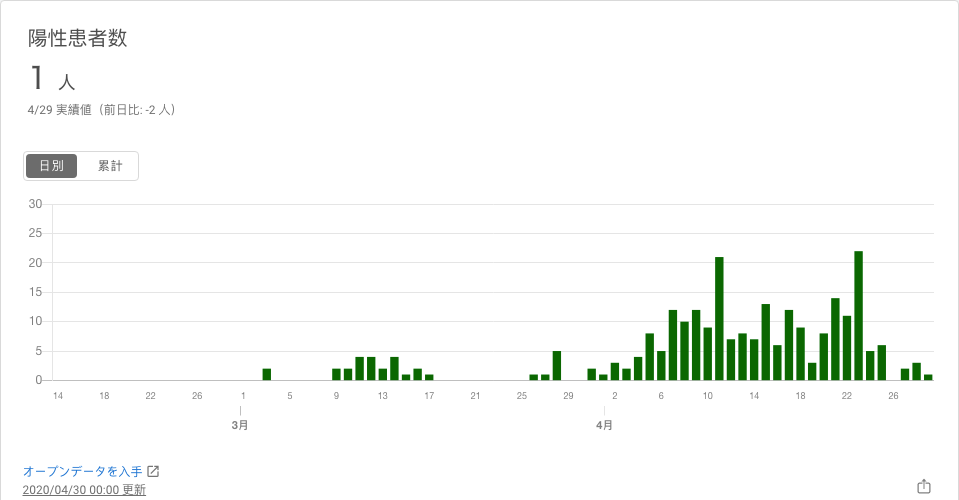 陽性患者数
1 人
4/29 実績値（前日比: -2 人）
日別 累計
30
25
20
15
10
5
0
14 18 22 26 1 5 9 13 17 21 25 29 2 6 10 14 18 22 26
3月 4月
オープンデータを入手
2020/04/30 00:00 更新